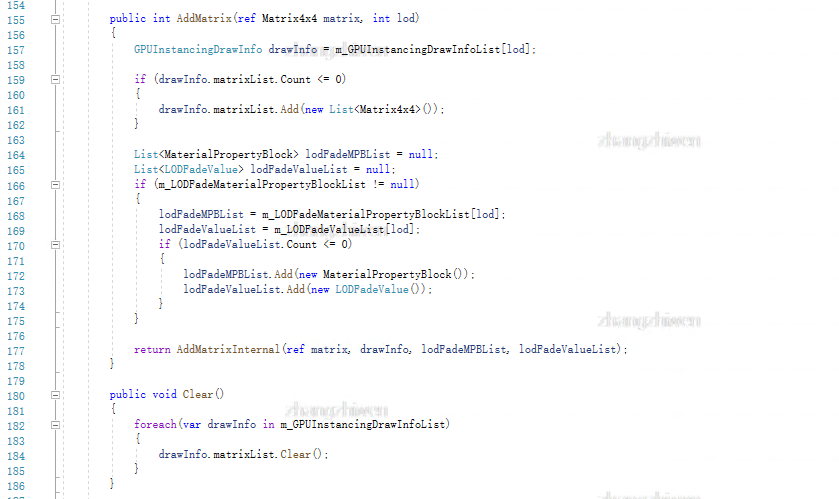 154
155 public int AddMatrix(ref Matrix4x4 matrix, int lod)
156 {
157 GPUInstancingDrawInfo drawInfo = m_GPUInstancingDrawInfoList[lod];
158
159 if (drawInfo.matrixList.Count <= 0)
160 {
161 drawInfo.matrixList.Add(new List<Matrix4x4>());
162 }
163
164 List<MaterialPropertyBlock> lodFadeMPBList = null;
165 List<LODFadeValue> lodFadeValueList = null;
166 if (m_LODFadeMaterialPropertyBlockList != null)
167 {
168 lodFadeMPBList = m_LODFadeMaterialPropertyBlockList[lod];
169 lodFadeValueList = m_LODFadeValueList[lod];
170 if (lodFadeValueList.Count <= 0)
171 {
172 lodFadeMPBList.Add(new MaterialPropertyBlock());
173 lodFadeValueList.Add(new LODFadeValue());
174 }
175 }
176
177 return AddMatrixInternal(ref matrix, drawInfo, lodFadeMPBList, lodFadeValueList);
178 }
179
180 public void Clear()
181 {
182 foreach(var drawInfo in m_GPUInstancingDrawInfoList)
183 {
184 drawInfo.matrixList.Clear();
185 }
186 }
zhangzhiwen
zhangzhiwen
zhangzhiwen